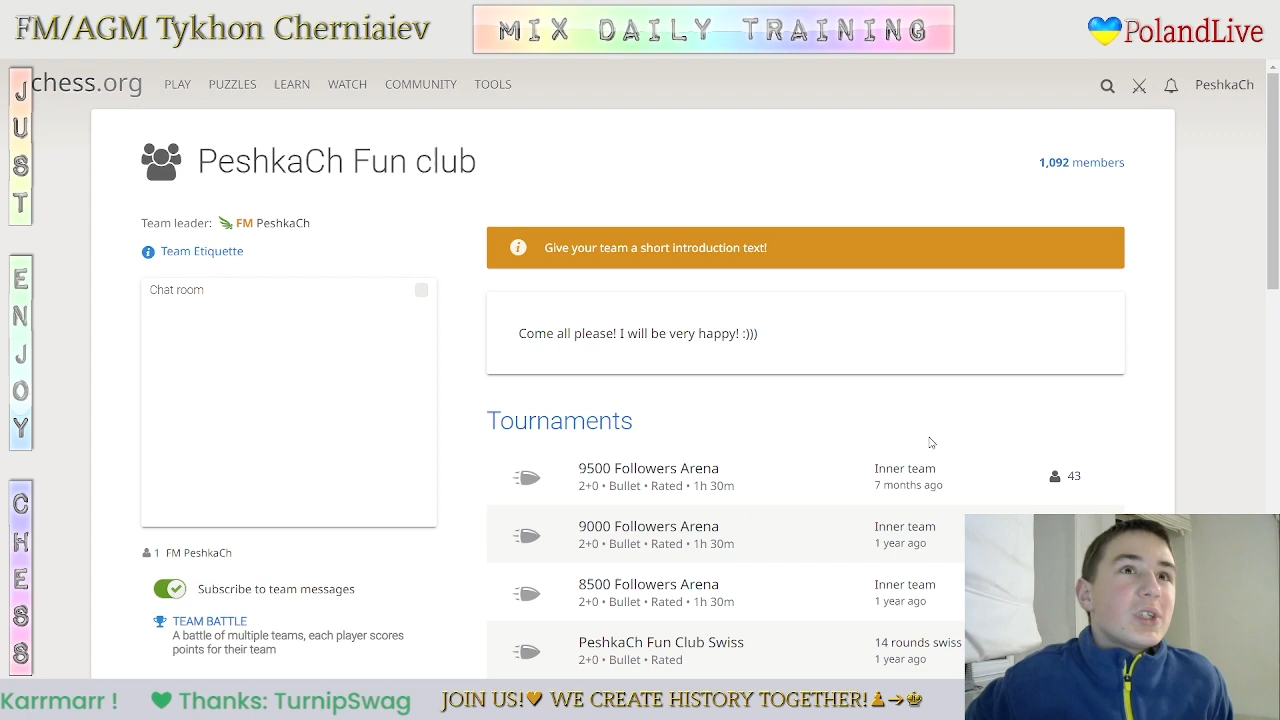 FM/AGM Tykhon Cherniaiev
MIX DAILY TRAINING
PolandLive
JUST
ENJOY
CHESS
chess.org
PLAY PUZZLES LEARN WATCH COMMUNITY TOOLS
PeshkaCh
PeshkaCh Fun club
1,092 members
Team leader: FM PeshkaCh
Team Etiquette
Chat room
1 FM PeshkaCh
Subscribe to team messages
TEAM BATTLE
A battle of multiple teams, each player scores
points for their team
Give your team a short introduction text!
Come all please! I will be very happy! :)))
Tournaments
9500 Followers Arena Inner team
2+0 • Bullet • Rated • 1h 30m 7 months ago 43
9000 Followers Arena Inner team
2+0 • Bullet • Rated • 1h 30m 1 year ago
8500 Followers Arena Inner team
2+0 • Bullet • Rated • 1h 30m 1 year ago
PeshkaCh Fun Club Swiss 14 rounds swiss
2+0 • Bullet • Rated 1 year ago
Karrmarr ! Thanks: TurnipSwag JOIN US! WE CREATE HISTORY TOGETHER!